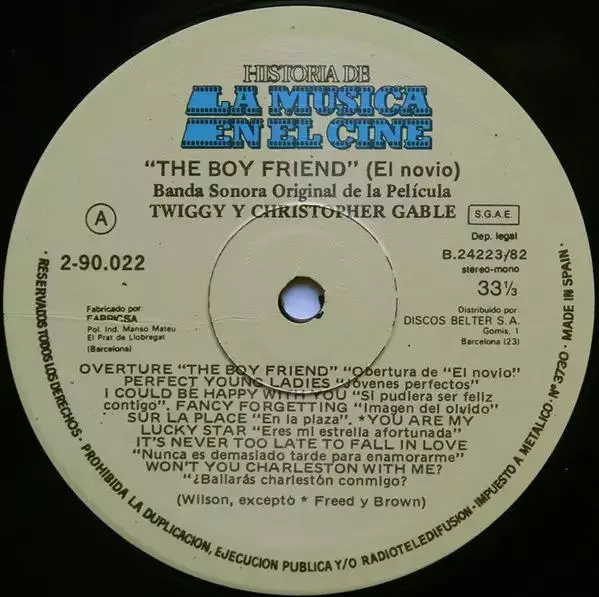 HISTORIA DE
LA MUSICA
EN EL CINE
"THE BOY FRIEND" (El novio)
Banda Sonora Original de la Película
TWIGGY Y CHRISTOPHER GABLE
S.G.A.E.
A
Dep. legal
2-90.022
B.24223/82
stereo-mono
33⅓
Fabricado por:
FABRICSA
Pol. Ind. Manso Mateu
El Prat de Llobregat
(Barcelona)
Distribuido por:
DISCOS BELTER S.A.
Gomis, 1
Barcelona (23)
OVERTURE "THE BOY FRIEND" "Obertura de "El novio"
PERFECT YOUNG LADIES "Jóvenes perfectos"
I COULD BE HAPPY WITH YOU "Si pudiera ser feliz
contigo". FANCY FORGETTING "Imagen del olvido"
SUR LA PLACE "En la plaza". *YOU ARE MY
LUCKY STAR "Eres mi estrella afortunada"
IT'S NEVER TOO LATE TO FALL IN LOVE
"Nunca es demasiado tarde para enamorarme"
WON'T YOU CHARLESTON WITH ME?
"¿Bailarás charlestón conmigo?
(Wilson, excepto * Freed y Brown)
· RESERVADOS TODOS LOS DERECHOS · PROHIBIDA LA DUPLICACION, EJECUCION PUBLICA Y/O RADIOTELEDIFUSION · IMPUESTO A METALICO · Nº 3730 · MADE IN SPAIN ·